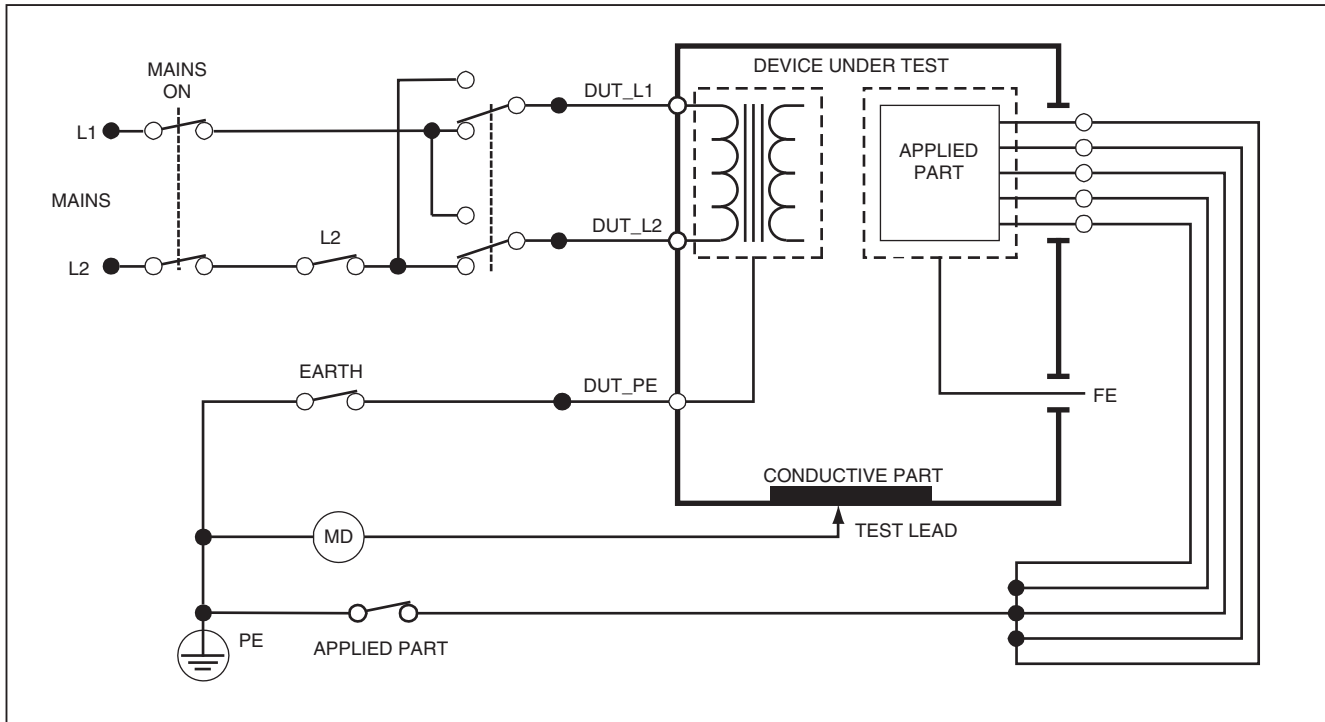 MAINS
ON
DEVICE UNDER TEST
DUT_L1
L1
APPLIED
PART
MAINS
DUT_L2
L2
L2
EARTH
DUT_PE
FE
CONDUCTIVE PART
MD
TEST LEAD
PE
APPLIED PART